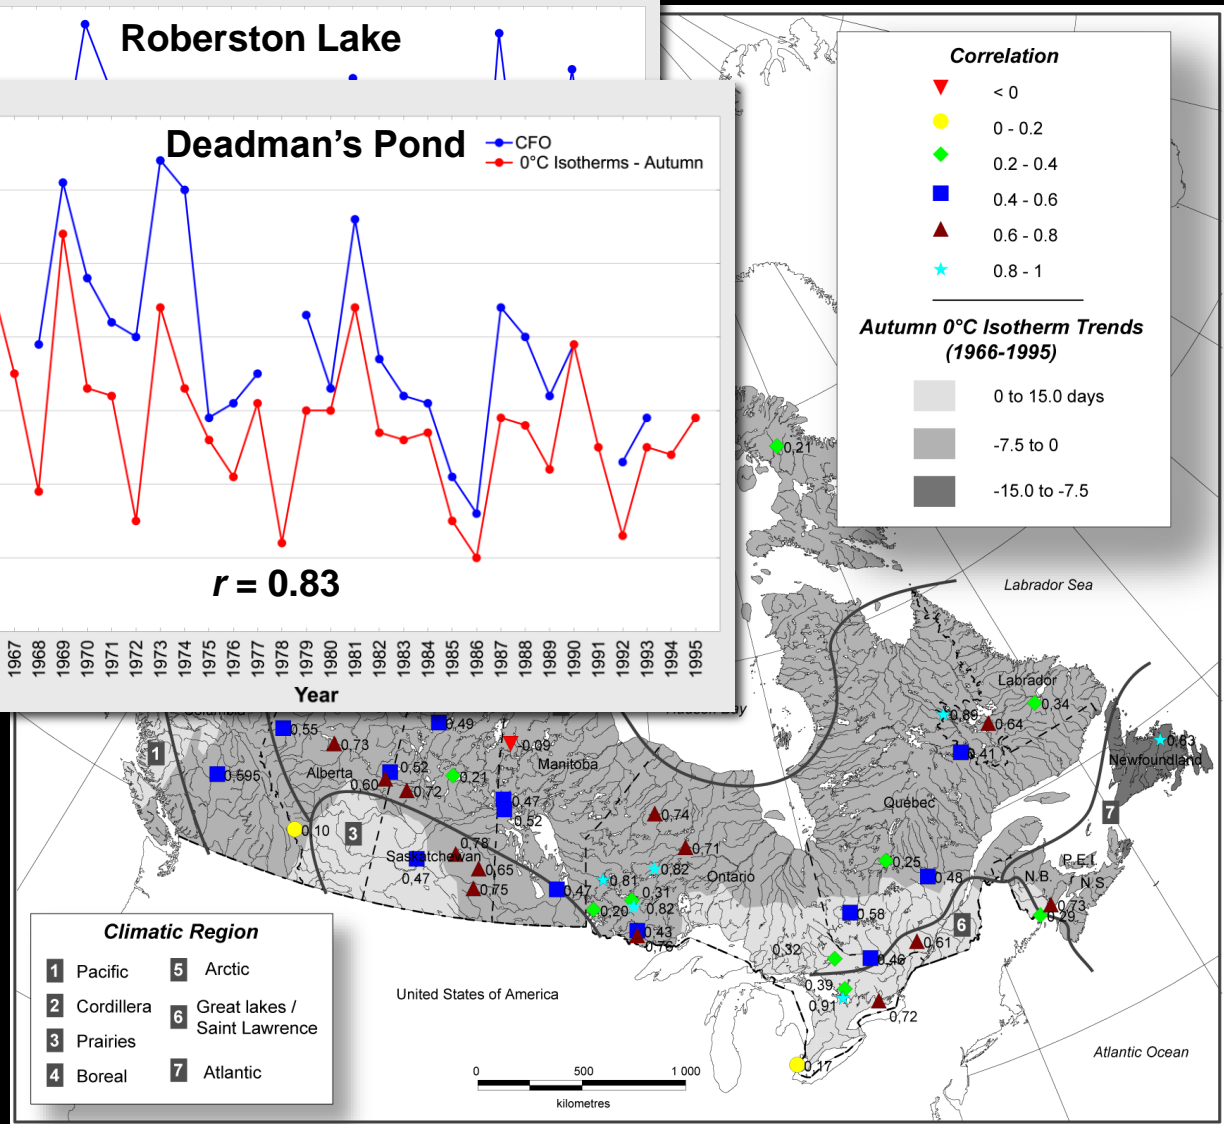 Roberston Lake
Deadman's Pond
CFO
0°C Isotherms - Autumn
r = 0.83
1967
1968
1969
1970
1971
1972
1973
1974
1975
1976
1977
1978
1979
1980
1981
1982
1983
1984
1985
1986
1987
1988
1989
1990
1991
1992
1993
1994
1995
Year
Correlation
< 0
0 - 0.2
0.2 - 0.4
0.4 - 0.6
0.6 - 0.8
0.8 - 1
Autumn 0°C Isotherm Trends
(1966-1995)
0 to 15.0 days
-7.5 to 0
-15.0 to -7.5
0,21
Labrador Sea
Labrador
0,34
0,89
0,64
0,41
0,83
Newfoundland
7
0,55
0,49
0,73
-0,09
1
0,595
Alberta
0,52
0,60
0,72
0,21
Manitoba
0,47
0,52
0,74
Québec
0,10
3
0,78
Saskatchewan
0,47
0,65
0,75
0,71
0,82
Ontario
0,81
0,47
0,31
0,20
0,82
0,43
0,76
0,25
0,48
P.E.I.
N.B.
N.S.
0,73
0,29
0,58
6
0,61
0,32
0,46
0,39
0,91
0,72
0,17
United States of America
Atlantic Ocean
0
500
1 000
kilometres
Climatic Region
1 Pacific
2 Cordillera
3 Prairies
4 Boreal
5 Arctic
6 Great lakes /
Saint Lawrence
7 Atlantic